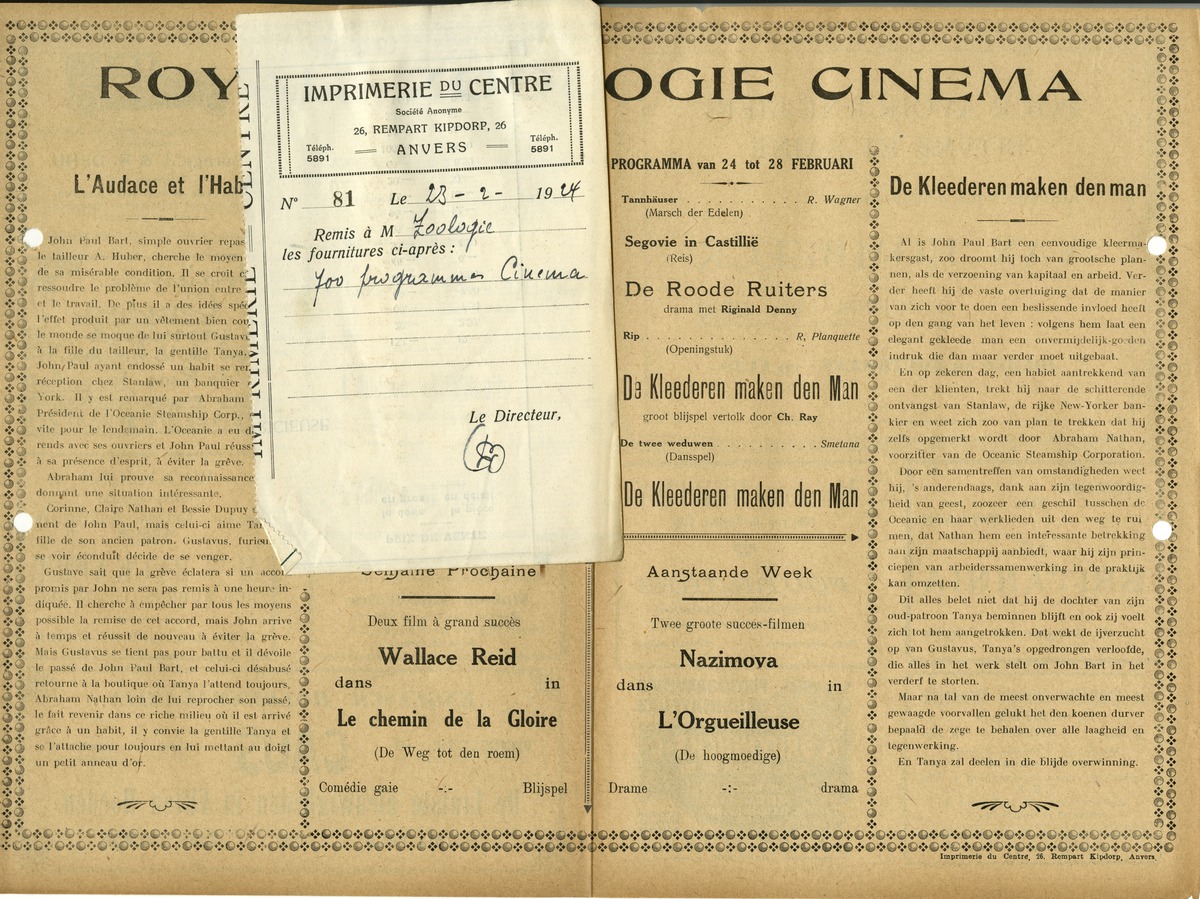 ROY
OGIE CINEMA
L'Audace et l'Hab
John Paul Bart, simple ouvrier repas
le tailleur A. Huber, cherche le moyen
de sa misérable condition. Il se croit c
ressoudre le problème de l'union entre
et le travail. De plus il a des idées spé
l'effet produit par un vêtement bien cou
le monde se moque de lui surtout Gustav
à la fille du tailleur, la gentille Tanya.
John Paul ayant endossé un habit se ren
réception chez Stanlaw, un banquier
York. Il y est remarqué par Abraham
Président de l'Oceanie Steamship Corp.,
vite pour le lendemain. L'Oceanie a eu d
rends avec ses ouvriers et John Paul réuss
à sa présence d'esprit, à éviter la grève.
Abraham lui prouve sa reconnaissance
donnant une situation intéressante.
Corinne, Claire Nathan et Bessie Dupuy
nent de John Paul, mais celui-ci aime Tan
fille de son ancien patron. Gustavus, furieu
se voir éconduit décide de se venger.
Gustave sait que la grève éclatera si un accor
promis par John ne sera pas remis à une heure in-
diquée. Il cherche à empêcher par tous les moyens
possible la remise de cet accord, mais John arrive
à temps et réussit de nouveau à éviter la grève.
Mais Gustavus se tient pas pour battu et il dévoile
le passé de John Paul Bart, et celui-ci désabusé
retourne à la boutique où Tanya l'attend toujours,
Abraham Nathan loin de lui reprocher son passé,
le fait revenir dans ce riche milieu où il est arrivé
grâce à un habit, il y convie la gentille Tanya et
se l'attache pour toujours en lui mettant au doigt
un petit anneau d'or.
IMPRIMERIE
CENTRE
IMPRIMERIE DU CENTRE
Société Anonyme
26, REMPART KIPDORP, 26
Téléph. 5891
ANVERS
Téléph. 5891
N° 81 Le 23-2-1924
Remis à M Zoologie
les fournitures ci-après :
700 programmes Cinema
Le Directeur,
Semaine Prochaine
Deux film à grand succès
Wallace Reid
dans in
Le chemin de la Gloire
(De Weg tot den roem)
Comédie gaie -:- Blijspel
PROGRAMMA van 24 tot 28 FEBRUARI
Tannhäuser . . . . . . . . . . R. Wagner
(Marsch der Edelen)
Segovie in Castillië
(Reis)
De Roode Ruiters
drama met Riginald Denny
Rip . . . . . . . . . . . . . R, Planquette
(Openingstuk)
De Kleederen maken den Man
groot blijspel vertolk door Ch. Ray
De twee weduwen . . . . . . . . . Smetana
(Dansspel)
De Kleederen maken den Man
Aanstaande Week
Twee groote succes-filmen
Nazimova
dans in
L'Orgueilleuse
(De hoogmoedige)
Drame -:- drama
De Kleederen maken den man
Al is John Paul Bart een eenvoudige kleerma-
kersgast, zoo droomt hij toch van grootsche plan-
nen, als de verzoening van kapitaal en arbeid. Ver-
der heeft hij de vaste overtuiging dat de manier
van zich voor te doen een beslissende invloed heeft
op den gang van het leven : volgens hem laat een
elegant gekleede man een onvermijdelijk-goeden
indruk die dan maar verder moet uitgebaat.
En op zekeren dag, een habiet aantrekkend van
een der kliënten, trekt hij naar de schitterende
ontvangst van Stanlaw, de rijke New-Yorker ban-
kier en weet zich zoo van plan te trekken dat hij
zelfs opgemerkt wordt door Abraham Nathan,
voorzitter van de Oceanic Steamship Corporation.
Door eën samentreffen van omstandigheden weet
hij, 's anderendaags, dank aan zijn tegenwoordig-
heid van geest, zoozeer een geschil tusschen de
Oceanic en haar werklieden uit den weg te rui
men, dat Nathan hem een interessante betrekking
aan zijn maatschappij aanbiedt, waar hij zijn prin-
ciepen van arbeiderssamenwerking in de praktijk
kan omzetten.
Dit alles belet niet dat hij de dochter van zijn
oud-patroon Tanya beminnen blijft en ook zij voelt
zich tot hem aangetrokken. Dat wekt de ijverzucht
op van Gustavus, Tanya's opgedrongen verloofde,
die alles in het werk stelt om John Bart in het
verderf te storten.
Maar na tal van de meest onverwachte en meest
gewaagde voorvallen gelukt het den koenen durver
bepaald de zege te behalen over alle laagheid en
tegenwerking.
En Tanya zal deelen in die blijde overwinning.
Imprimerie du Centre, 26. Rempart Kipdorp, Anvers.